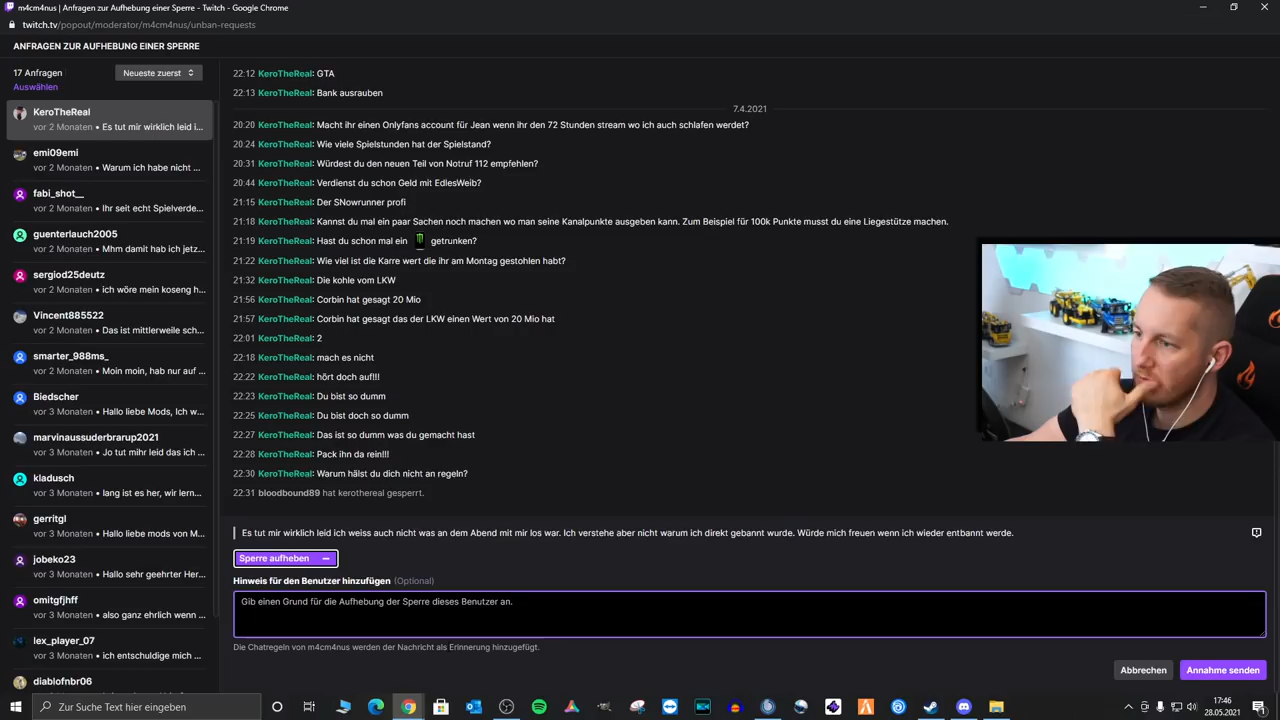 m4cm4nus | Anfragen zur Aufhebung einer Sperre - Twitch - Google Chrome
twitch.tv/popout/moderator/m4cm4nus/unban-requests
ANFRAGEN ZUR AUFHEBUNG EINER SPERRE
17 Anfragen
Neueste zuerst
Auswählen
KeroTheReal
vor 2 Monaten • Es tut mir wirklich leid i...
emi09emi
vor 2 Monaten • Warum ich habe nicht ...
fabi_shot__
vor 2 Monaten • Ihr seit echt Spielverde...
guenterlauch2005
vor 2 Monaten • Mhm damit hab ich jetz...
sergiod25deutz
vor 2 Monaten • ich wöre mein koseng h...
Vincent885522
vor 2 Monaten • Das ist mittlerweile sch...
smarter_988ms_
vor 2 Monaten • Moin moin, hab nur auf ...
Biedscher
vor 3 Monaten • Hallo liebe Mods, Ich w...
marvinaussuderbrarup2021
vor 3 Monaten • Jo tut mihr leid das ich ...
kladusch
vor 3 Monaten • lang ist es her, wir lern...
gerritgl
vor 3 Monaten • Hallo liebe mods von M...
jobeko23
vor 3 Monaten • Hallo sehr geehrter Her...
omitgfjhff
vor 3 Monaten • also ganz ehrlich wenn ...
lex_player_07
vor 3 Monaten • ich entschuldige mich ...
diablofnbr06
vor 3 Monaten
22:12 KeroTheReal: GTA
22:13 KeroTheReal: Bank ausrauben
7.4.2021
20:20 KeroTheReal: Macht ihr einen Onlyfans account für Jean wenn ihr den 72 Stunden stream wo ich auch schlafen werdet?
20:24 KeroTheReal: Wie viele Spielstunden hat der Spielstand?
20:31 KeroTheReal: Würdest du den neuen Teil von Notruf 112 empfehlen?
20:44 KeroTheReal: Verdienst du schon Geld mit EdlesWeib?
21:15 KeroTheReal: Der SNowrunner profi
21:18 KeroTheReal: Kannst du mal ein paar Sachen noch machen wo man seine Kanalpunkte ausgeben kann. Zum Beispiel für 100k Punkte musst du eine Liegestütze machen.
21:19 KeroTheReal: Hast du schon mal ein getrunken?
21:22 KeroTheReal: Wie viel ist die Karre wert die ihr am Montag gestohlen habt?
21:32 KeroTheReal: Die kohle vom LKW
21:56 KeroTheReal: Corbin hat gesagt 20 Mio
21:57 KeroTheReal: Corbin hat gesagt das der LKW einen Wert von 20 Mio hat
22:01 KeroTheReal: 2
22:18 KeroTheReal: mach es nicht
22:22 KeroTheReal: hört doch auf!!!
22:23 KeroTheReal: Du bist so dumm
22:25 KeroTheReal: Du bist doch so dumm
22:27 KeroTheReal: Das ist so dumm was du gemacht hast
22:28 KeroTheReal: Pack ihn da rein!!!
22:30 KeroTheReal: Warum hälst du dich nicht an regeln?
22:31 bloodbound89 hat kerothereal gesperrt.
Es tut mir wirklich leid ich weiss auch nicht was an dem Abend mit mir los war. Ich verstehe aber nicht warum ich direkt gebannt wurde. Würde mich freuen wenn ich wieder entbannt werde.
Sperre aufheben
Hinweis für den Benutzer hinzufügen (Optional)
Gib einen Grund für die Aufhebung der Sperre dieses Benutzer an.
Die Chatregeln von m4cm4nus werden der Nachricht als Erinnerung hinzugefügt.
Abbrechen
Annahme senden
Zur Suche Text hier eingeben
17:46
28.05.2021